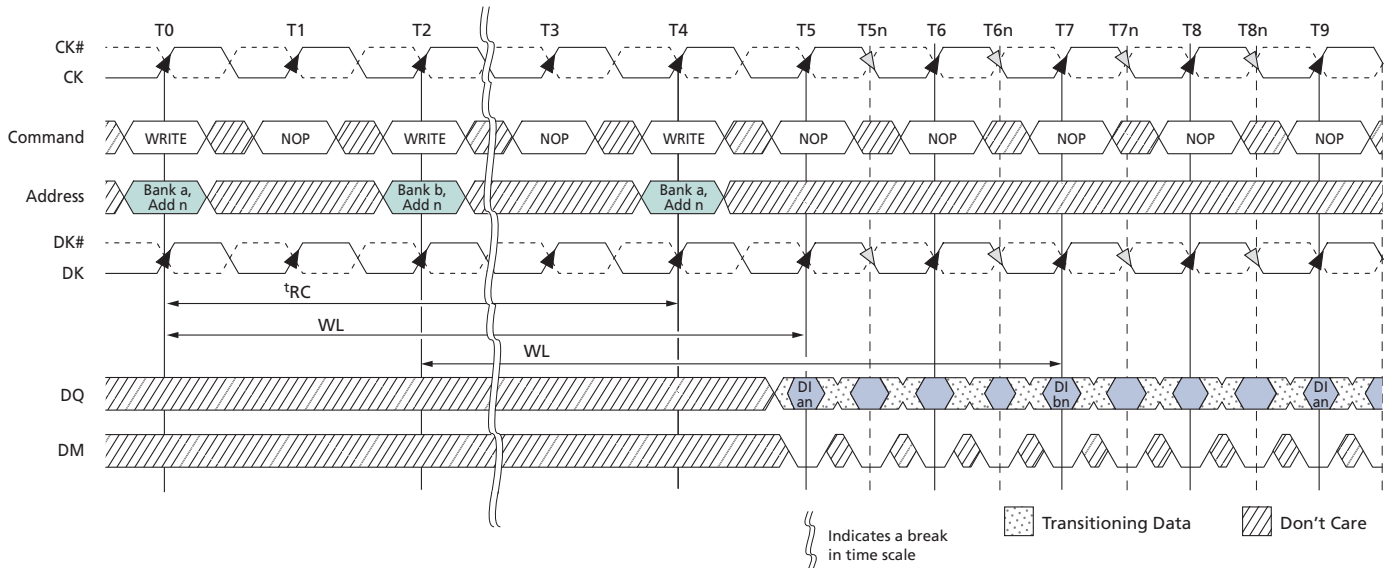 T0 T1 T2 T3 T4 T5 T5n T6 T6n T7 T7n T8 T8n T9
CK#
CK
Command WRITE NOP WRITE NOP WRITE NOP NOP NOP NOP NOP
Address Bank a, Add n Bank b, Add n Bank a, Add n
DK#
DK
tRC
WL
WL
DQ DI an DI bn DI an
DM
Indicates a break
in time scale
Transitioning Data
Don't Care